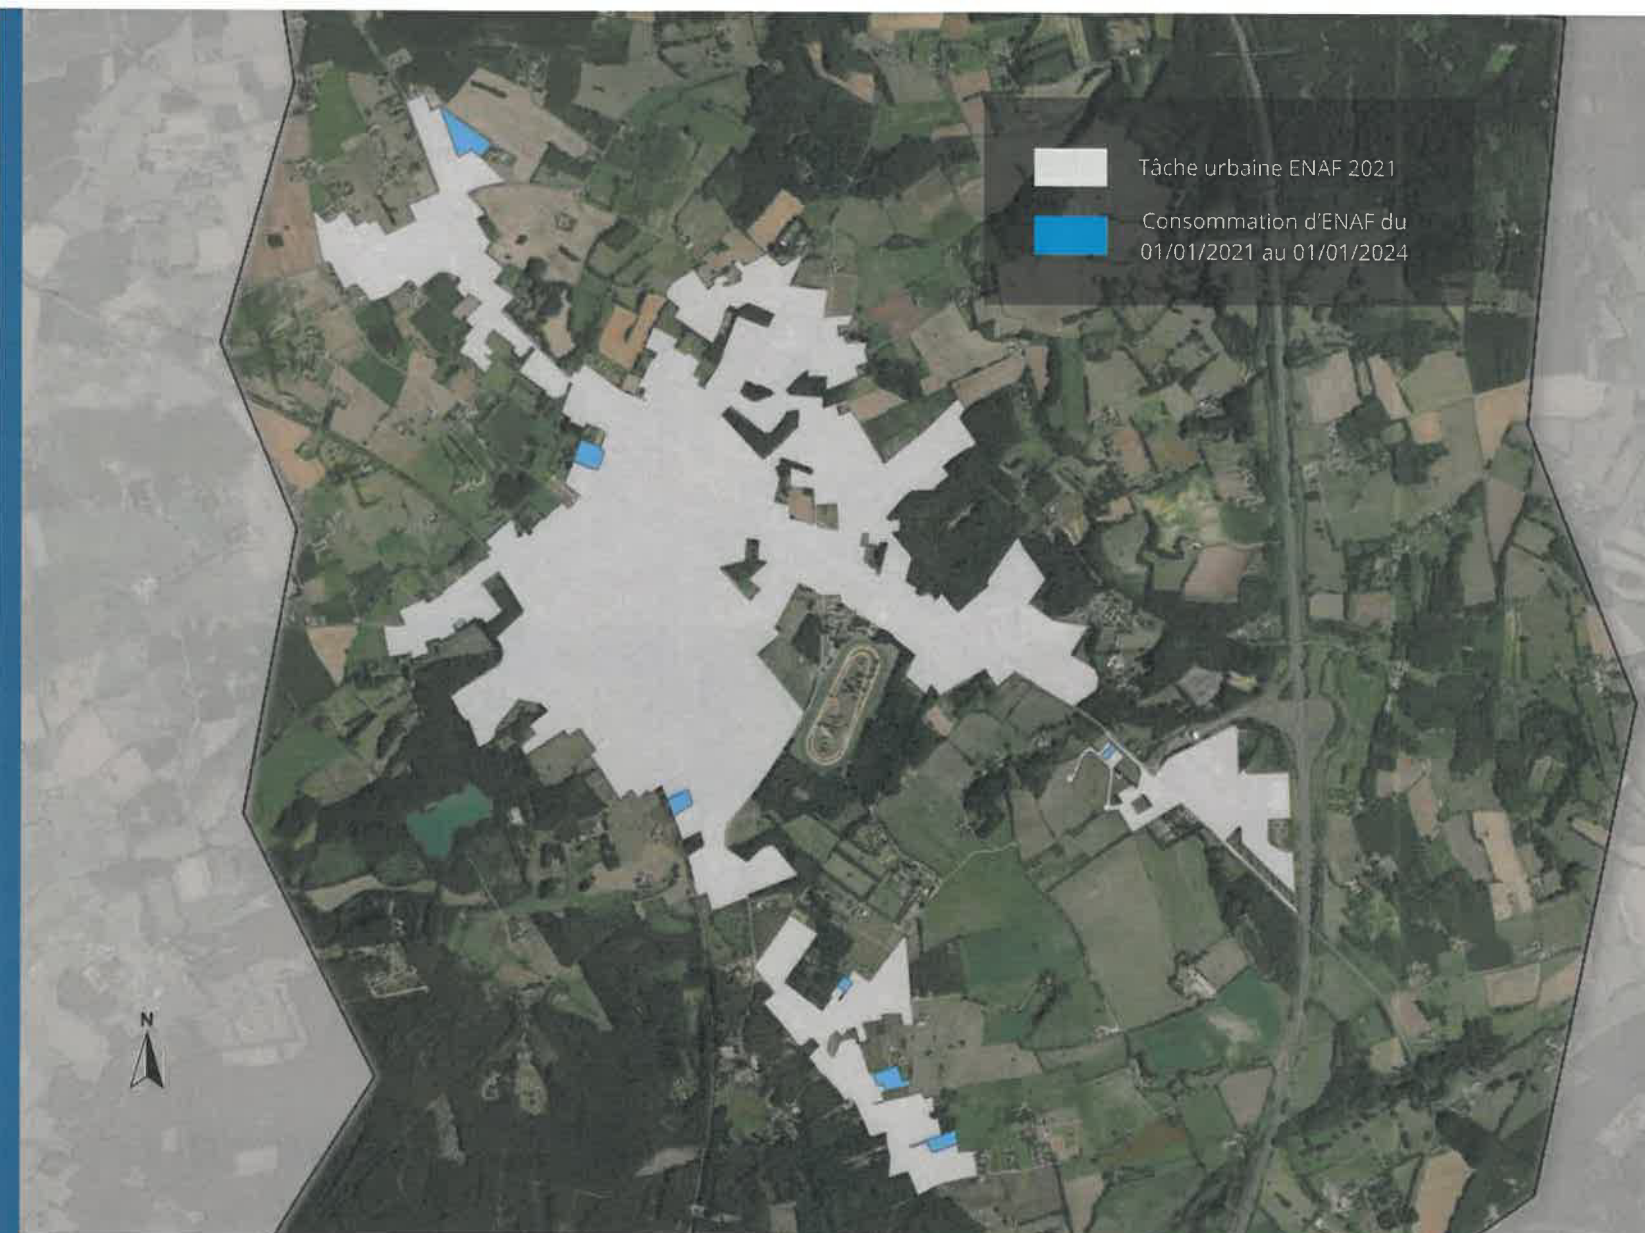 Tâche urbaine ENAF 2021
Consommation d'ENAF du
01/01/2021 au 01/01/2024
N